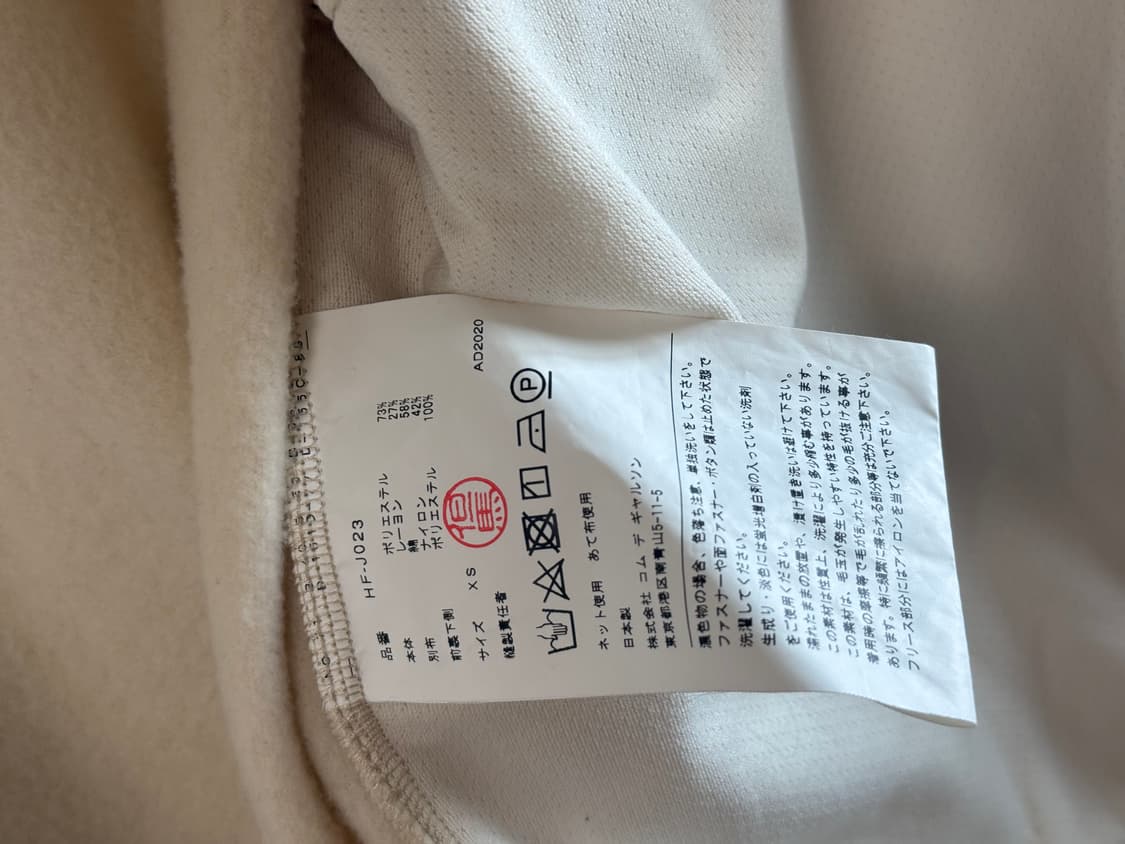 品番 HF-J023
本体 ポリエステル 73%
レーヨン 27%
別布 綿 58%
ナイロン 42%
前裏下側 ポリエステル 100%
サイズ XS
AD2020
縫製責任者
P
ネット使用 あて布使用
日本製
株式会社 コム デ ギャルソン
東京都港区南青山5-11-5
濃色物の場合、色落ち注意、単独洗いをして下さい。
ファスナーや面ファスナー・ボタン類は止めた状態で
洗濯してください。
生成り・淡色には蛍光増白剤の入っていない洗剤
をご使用ください。
濡れたままの放置や、漬け置き洗いは避けて下さい。
この素材は性質上、洗濯により多少縮む事があります。
この素材は、毛玉が発生しやすい特性を持っています。
着用時の摩擦等で毛が乱れたり多少の毛が抜ける事が
あります。特に頻繁に擦られる部分等は充分ご注意下さい。
フリース部分にはアイロンを当てないで下さい。